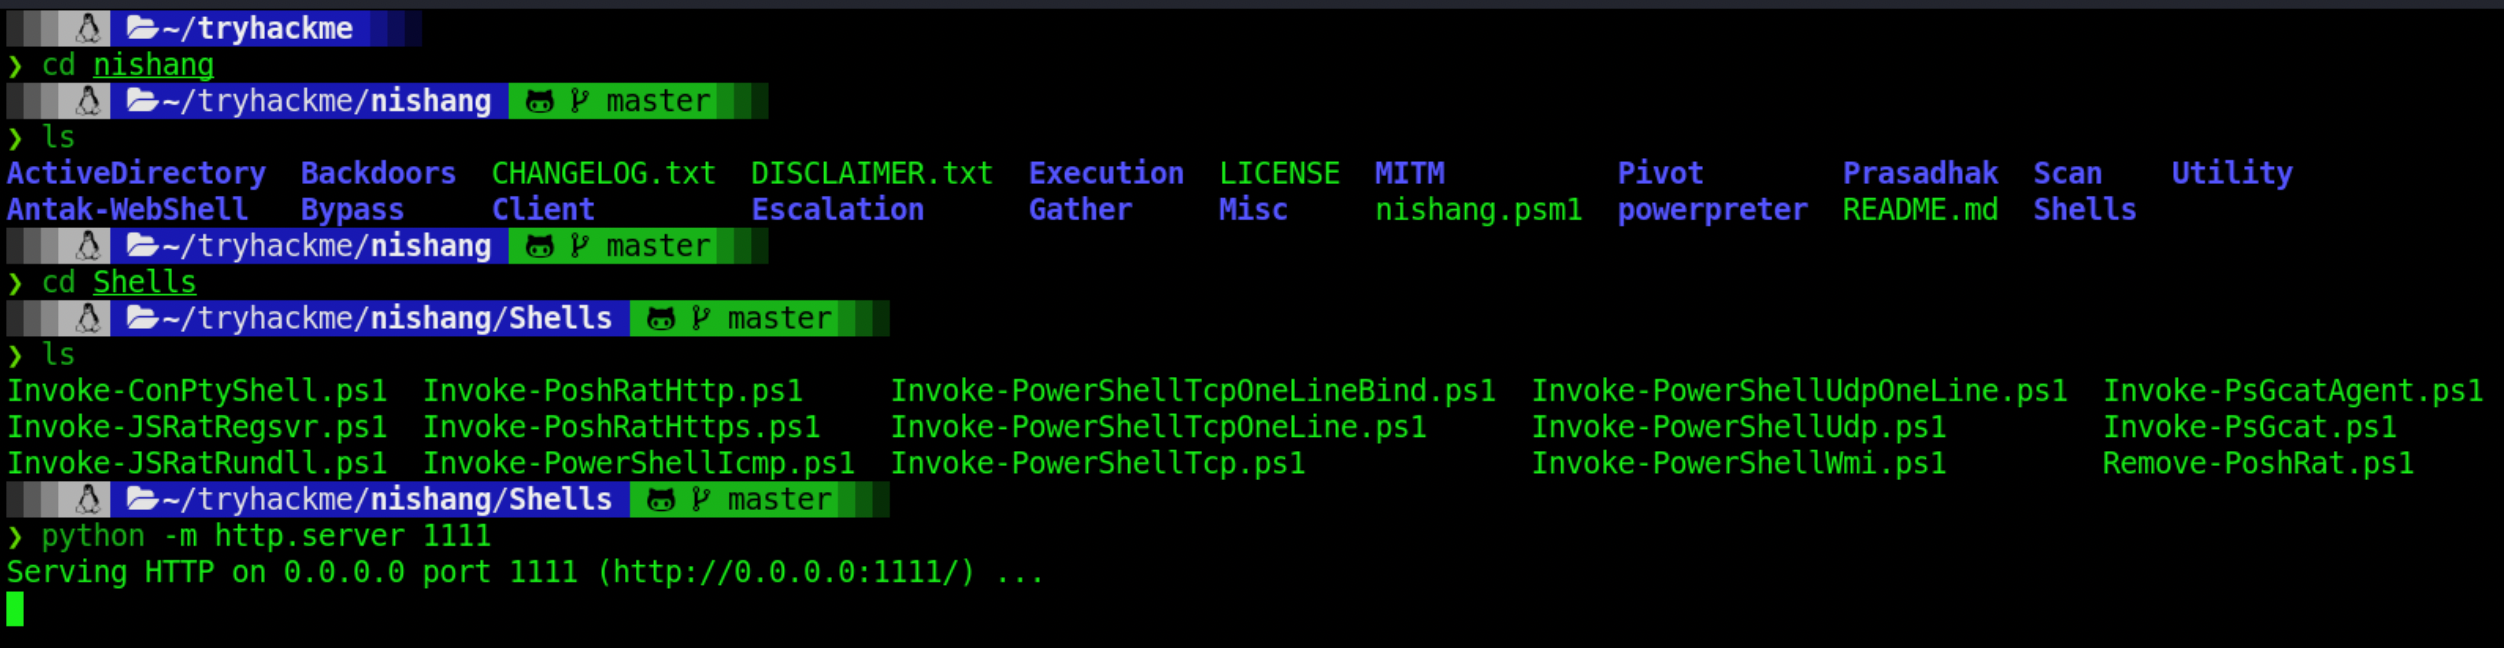 ~/tryhackme
❯ cd nishang
~/tryhackme/nishang master
❯ ls
ActiveDirectory Backdoors CHANGELOG.txt DISCLAIMER.txt Execution LICENSE MITM Pivot Prasadhak Scan Utility
Antak-WebShell Bypass Client Escalation Gather Misc nishang.psm1 powerpreter README.md Shells
~/tryhackme/nishang master
❯ cd Shells
~/tryhackme/nishang/Shells master
❯ ls
Invoke-ConPtyShell.ps1 Invoke-PoshRatHttp.ps1 Invoke-PowerShellTcpOneLineBind.ps1 Invoke-PowerShellUdpOneLine.ps1 Invoke-PsGcatAgent.ps1
Invoke-JSRatRegsvr.ps1 Invoke-PoshRatHttps.ps1 Invoke-PowerShellTcpOneLine.ps1 Invoke-PowerShellUdp.ps1 Invoke-PsGcat.ps1
Invoke-JSRatRundll.ps1 Invoke-PowerShellIcmp.ps1 Invoke-PowerShellTcp.ps1 Invoke-PowerShellWmi.ps1 Remove-PoshRat.ps1
~/tryhackme/nishang/Shells master
❯ python -m http.server 1111
Serving HTTP on 0.0.0.0 port 1111 (http://0.0.0.0:1111/) ...